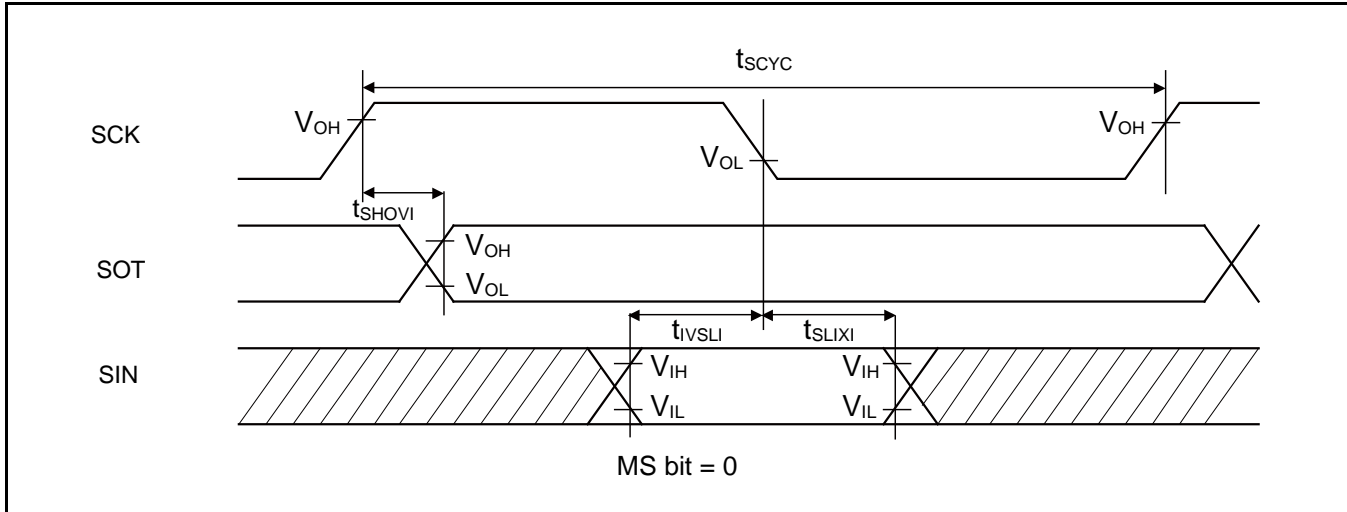 tSCYC
SCK
VOH
VOL
VOH
tSHOVI
SOT
VOH
VOL
tIVSLI
tSLIXI
SIN
VIH
VIL
VIH
VIL
MS bit = 0